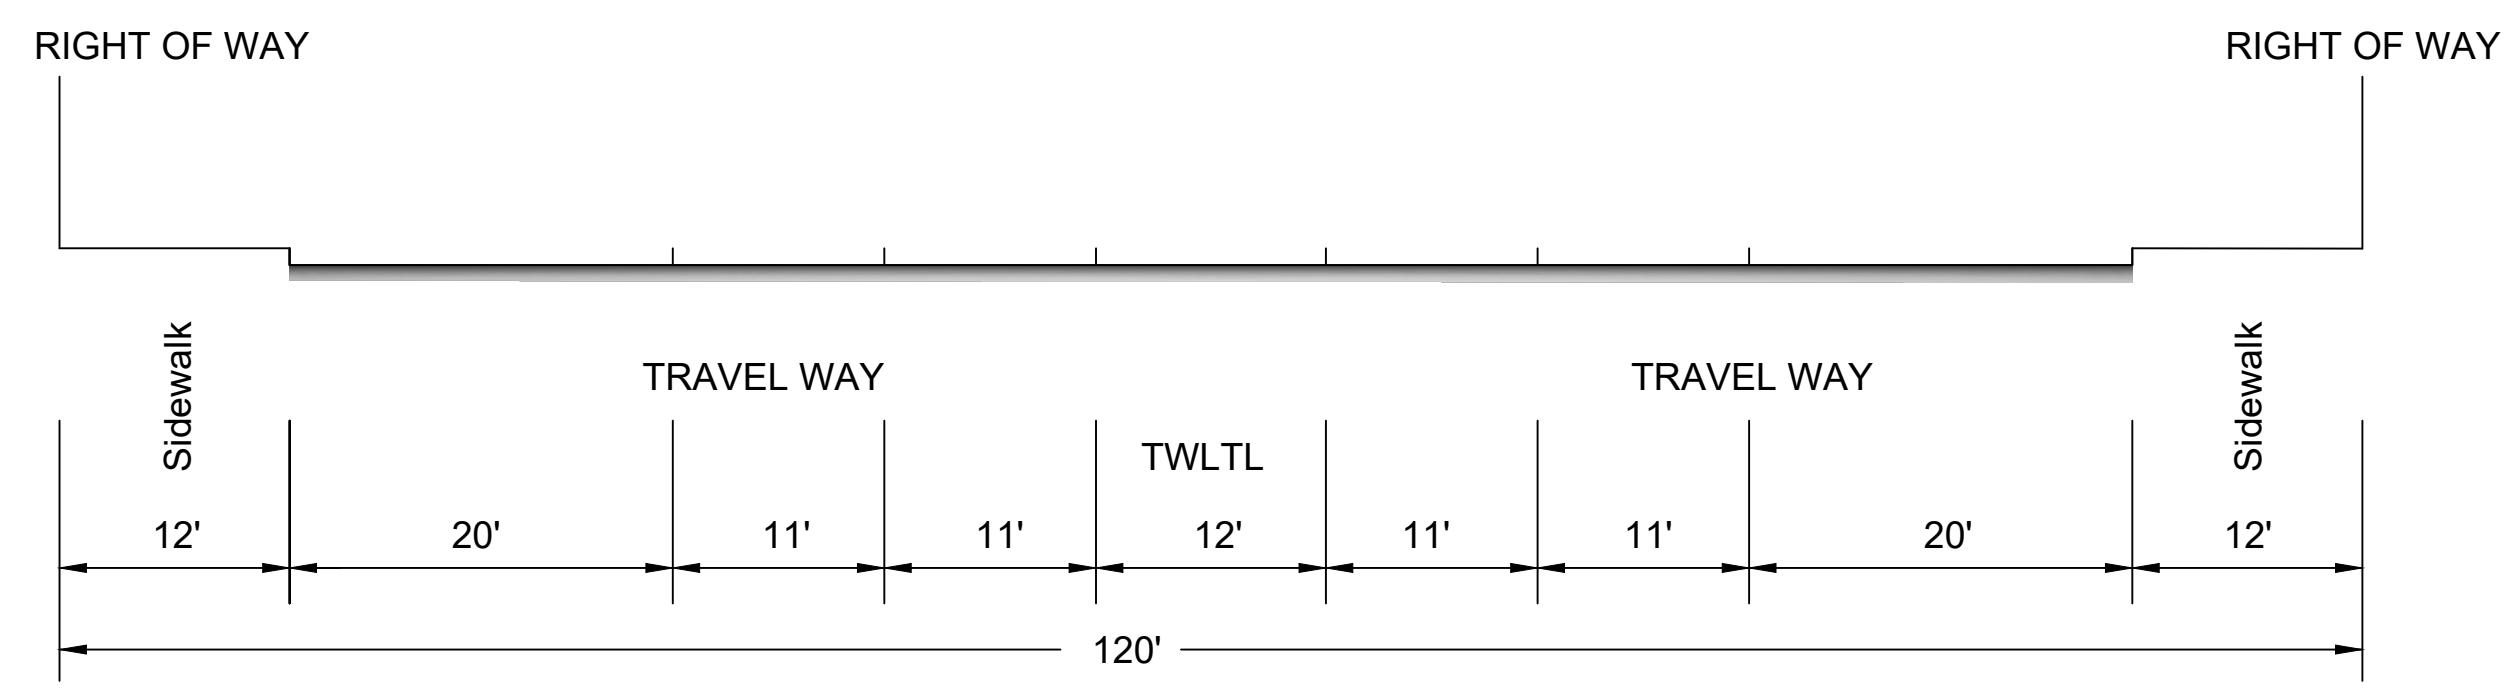 RIGHT OF WAY
RIGHT OF WAY
Sidewalk
TRAVEL WAY
TRAVEL WAY
Sidewalk
TWLTL
12'
20'
11'
11'
12'
11'
11'
20'
12'
120'